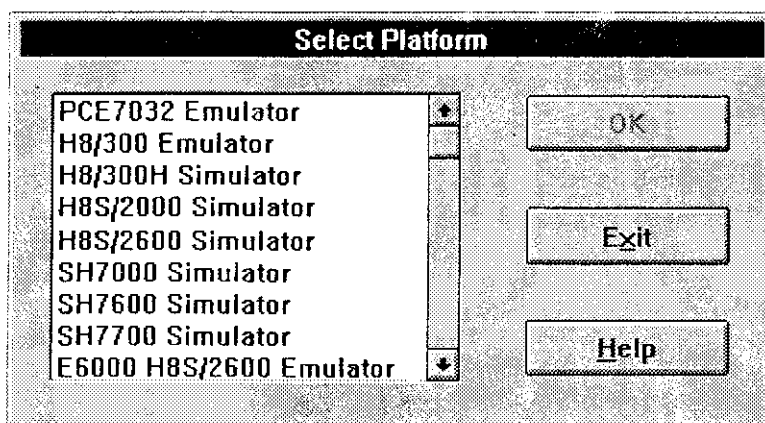 Select Platform
PCE7032 Emulator
H8/300 Emulator
H8/300H Simulator
H8S/2000 Simulator
H8S/2600 Simulator
SH7000 Simulator
SH7600 Simulator
SH7700 Simulator
E6000 H8S/2600 Emulator
OK
Exit
Help